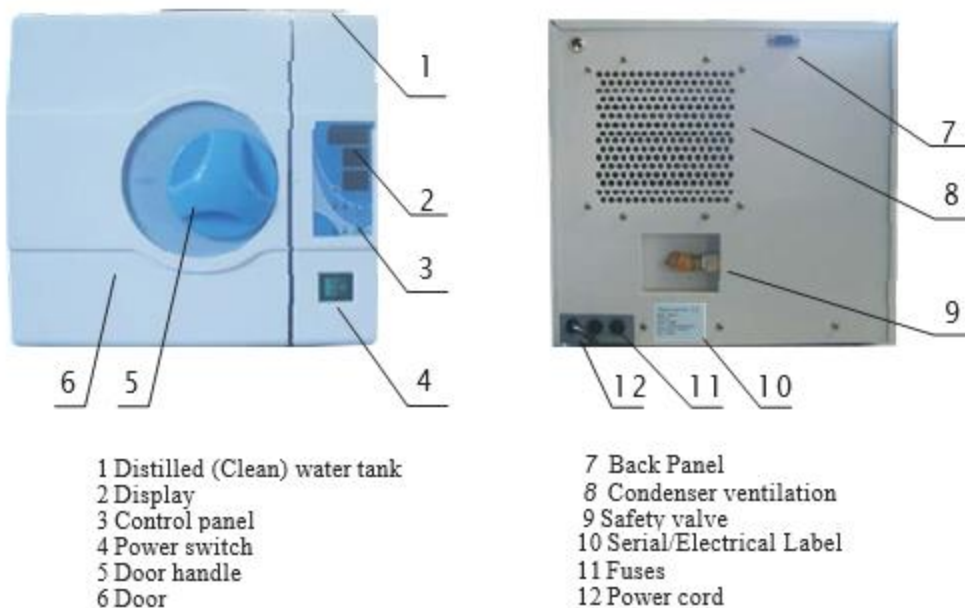 1
2
3
4
5
6
7
8
9
10
11
12
1 Distilled (Clean) water tank
2 Display
3 Control panel
4 Power switch
5 Door handle
6 Door
7 Back Panel
8 Condenser ventilation
9 Safety valve
10 Serial/Electrical Label
11 Fuses
12 Power cord